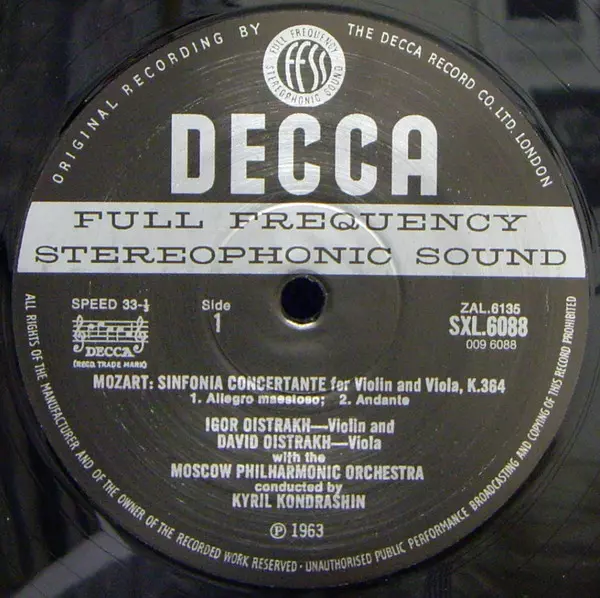 ORIGINAL RECORDING BY THE DECCA RECORD CO. LTD. LONDON
FULL FREQUENCY
ffss
STEREOPHONIC SOUND
DECCA
FULL FREQUENCY
STEREOPHONIC SOUND
SPEED 33-⅓
Side
1
ZAL.6135
SXL.6088
009 6088
DECCA
(REGD. TRADE MARK)
MOZART: SINFONIA CONCERTANTE for Violin and Viola, K.364
1. Allegro maestoso; 2. Andante
IGOR OISTRAKH—Violin and
DAVID OISTRAKH—Viola
with the
MOSCOW PHILHARMONIC ORCHESTRA
conducted by
KYRIL KONDRASHIN
℗ 1963
ALL RIGHTS OF THE MANUFACTURER AND OF THE OWNER OF THE RECORDED WORK RESERVED · UNAUTHORISED PUBLIC PERFORMANCE BROADCASTING AND COPYING OF THIS RECORD PROHIBITED